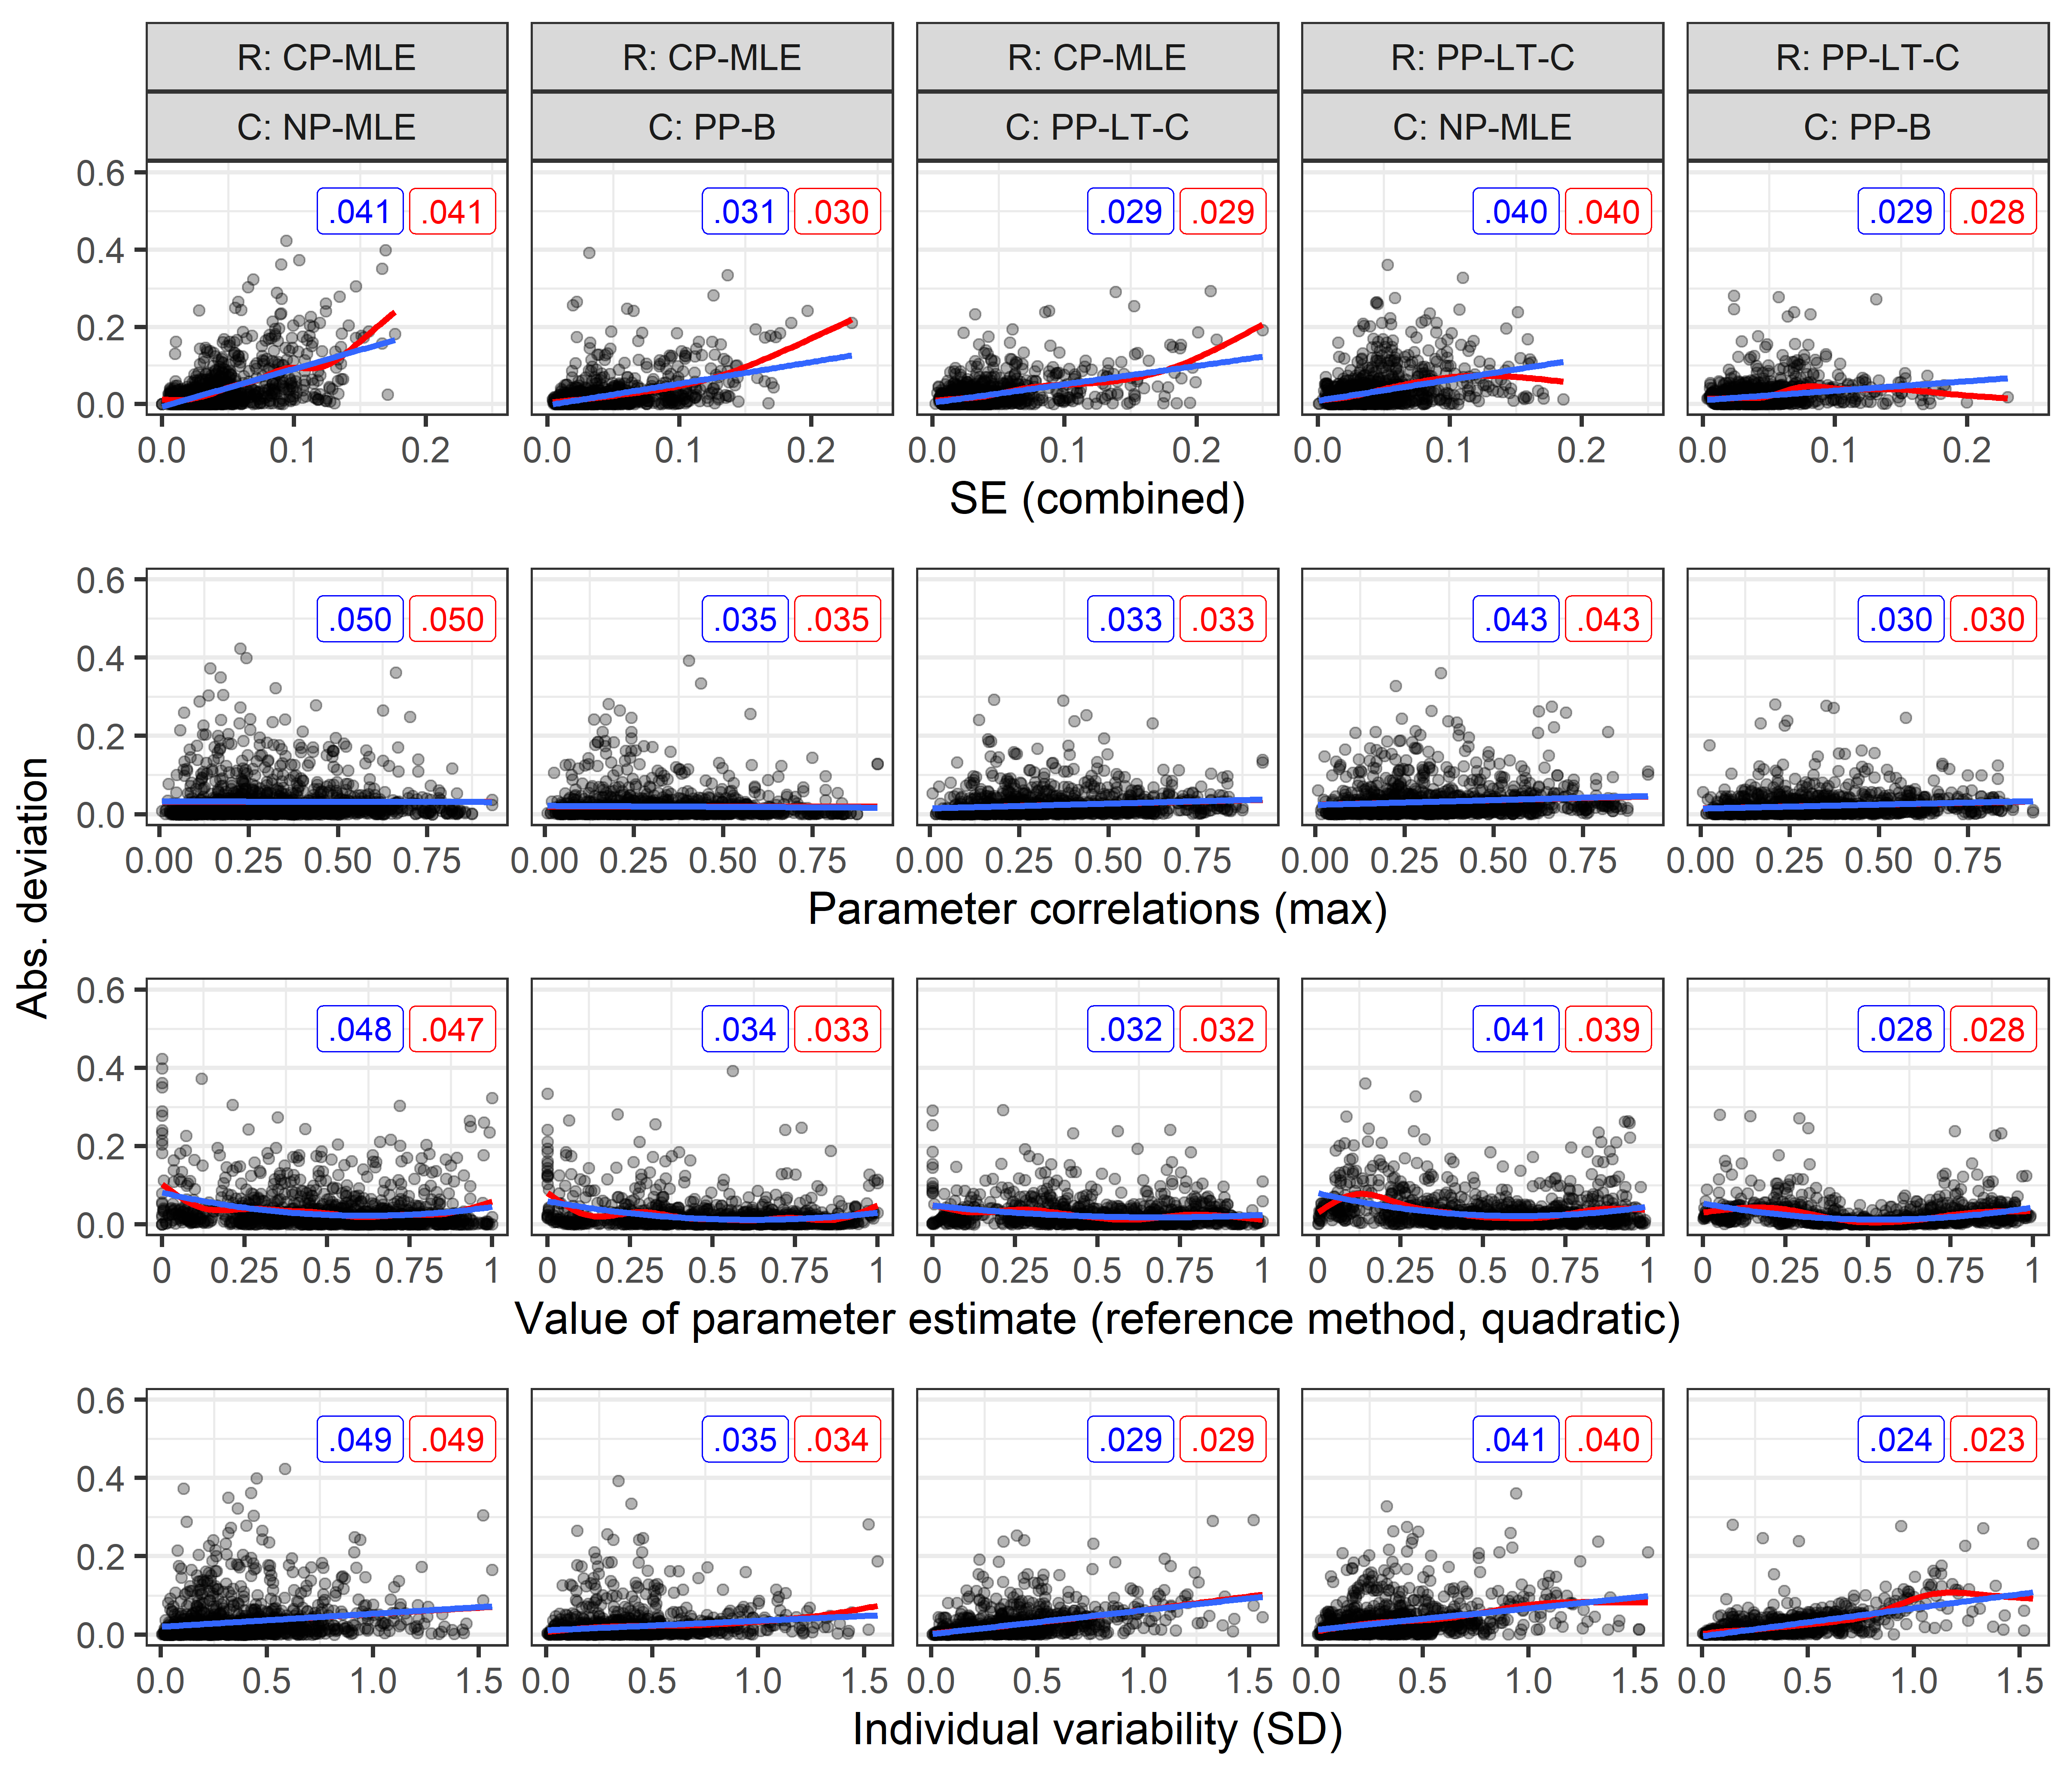 R: CP-MLE R: CP-MLE R: CP-MLE R: PP-LT-C R: PP-LT-C
C: NP-MLE C: PP-B C: PP-LT-C C: NP-MLE C: PP-B
0.6
.041 .041 .031 .030 .029 .029 .040 .040 .029 .028
0.4
0.2
0.0
0.0 0.1 0.2 0.0 0.1 0.2 0.0 0.1 0.2 0.0 0.1 0.2 0.0 0.1 0.2
SE (combined)
0.6
.050 .050 .035 .035 .033 .033 .043 .043 .030 .030
0.4
0.2
0.0
0.00 0.25 0.50 0.75 0.00 0.25 0.50 0.75 0.00 0.25 0.50 0.75 0.00 0.25 0.50 0.75 0.00 0.25 0.50 0.75
Parameter correlations (max)
Abs. deviation
0.6
.048 .047 .034 .033 .032 .032 .041 .039 .028 .028
0.4
0.2
0.0
0 0.25 0.5 0.75 1 0 0.25 0.5 0.75 1 0 0.25 0.5 0.75 1 0 0.25 0.5 0.75 1 0 0.25 0.5 0.75 1
Value of parameter estimate (reference method, quadratic)
0.6
.049 .049 .035 .034 .029 .029 .041 .040 .024 .023
0.4
0.2
0.0
0.0 0.5 1.0 1.5 0.0 0.5 1.0 1.5 0.0 0.5 1.0 1.5 0.0 0.5 1.0 1.5 0.0 0.5 1.0 1.5
Individual variability (SD)